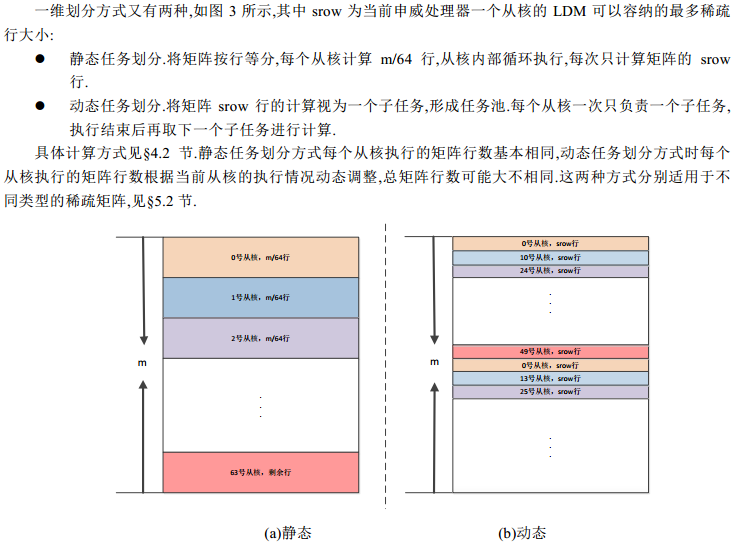 一维划分方式又有两种,如图 3 所示,其中 srow 为当前申威处理器一个从核的 LDM 可以容纳的最多稀疏
行大小:
● 静态任务划分.将矩阵按行等分,每个从核计算 m/64 行,从核内部循环执行,每次只计算矩阵的 srow
行.
● 动态任务划分.将矩阵 srow 行的计算视为一个子任务,形成任务池.每个从核一次只负责一个子任务,
执行结束后再取下一个子任务进行计算.
具体计算方式见§4.2 节.静态任务划分方式每个从核执行的矩阵行数基本相同,动态任务划分方式时每个
从核执行的矩阵行数根据当前从核的执行情况动态调整,总矩阵行数可能大不相同.这两种方式分别适用于不
同类型的稀疏矩阵,见§5.2 节.
m
0号从核，m/64行
1号从核，m/64行
2号从核，m/64行
63号从核，剩余行
(a)静态
m
0号从核，srow行
10号从核，srow行
24号从核，srow行
49号从核，srow行
0号从核，srow行
13号从核，srow行
25号从核，srow行
(b)动态